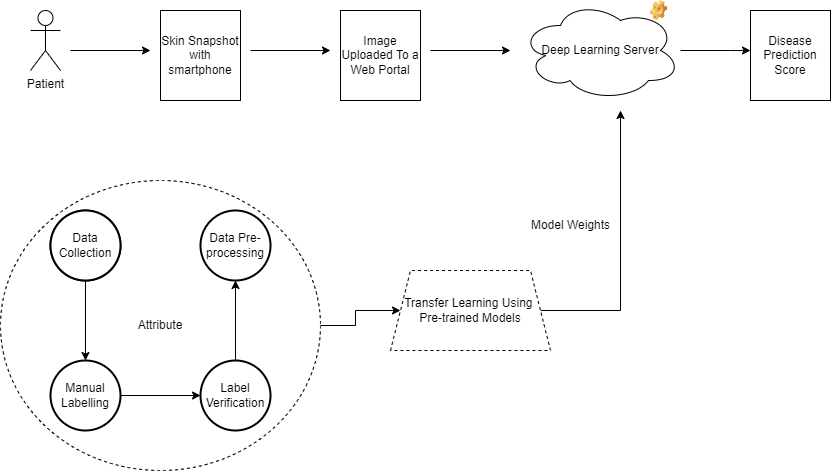 Patient
Skin Snapshot
with
smartphone
Image
Uploaded To a
Web Portal
Deep Learning Server
Disease
Prediction
Score
Model Weights
Data
Collection
Data Pre-
processing
Attribute
Manual
Labelling
Label
Verification
Transfer Learning Using
Pre-trained Models